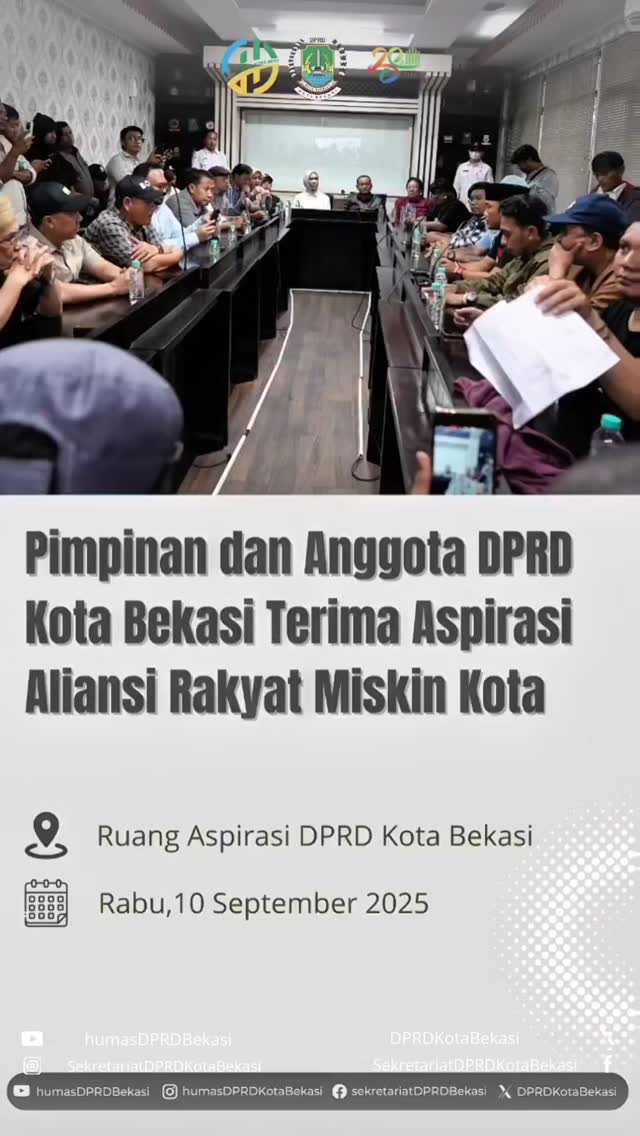 DPRD
Pimpinan dan Anggota DPRD
Kota Bekasi Terima Aspirasi
Aliansi Rakyat Miskin Kota
Ruang Aspirasi DPRD Kota Bekasi
Rabu,10 September 2025
humasDPRDBekasi
DPRDKotaBekasi
SekretariatDPRDKotaBekasi
SekretariatDPRDKotaBekasi
humasDPRDBekasi
humasDPRDKotaBekasi
sekretariatDPRDBekasi
DPRDKotaBekasi